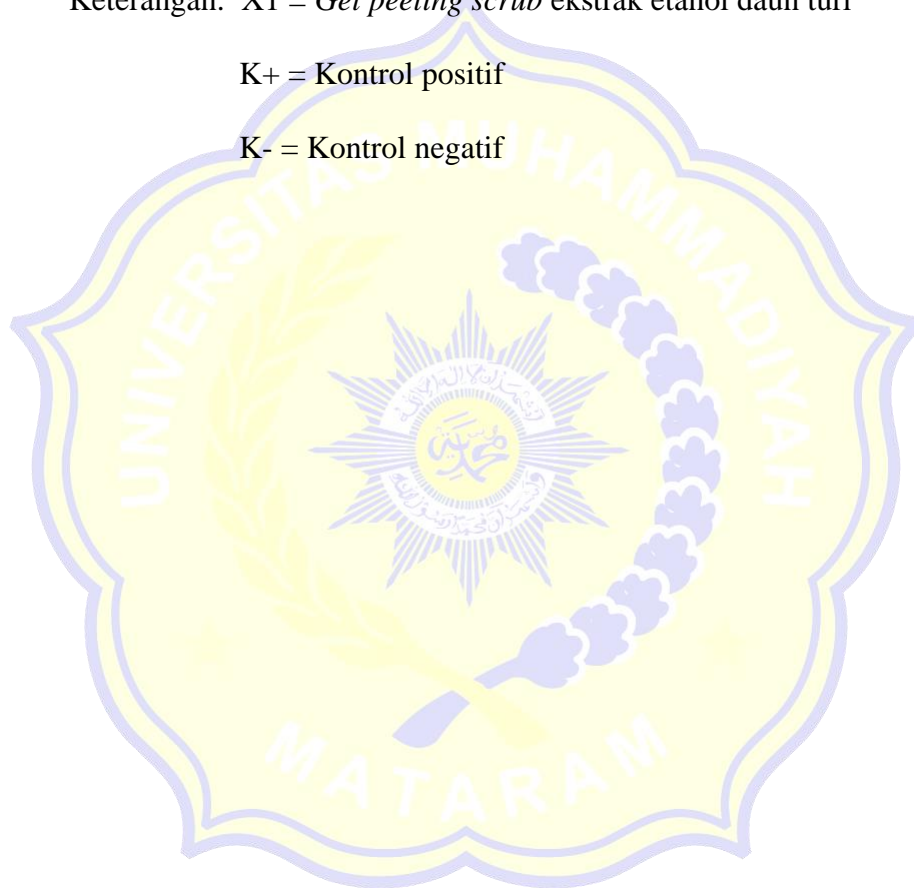 Keterangan: X1 = Gel peeling scrub ekstrak etanol daun turi
K+ = Kontrol positif
K- = Kontrol negatif
UNIVERSITAS MUHAMMADIYAH
MATARAM